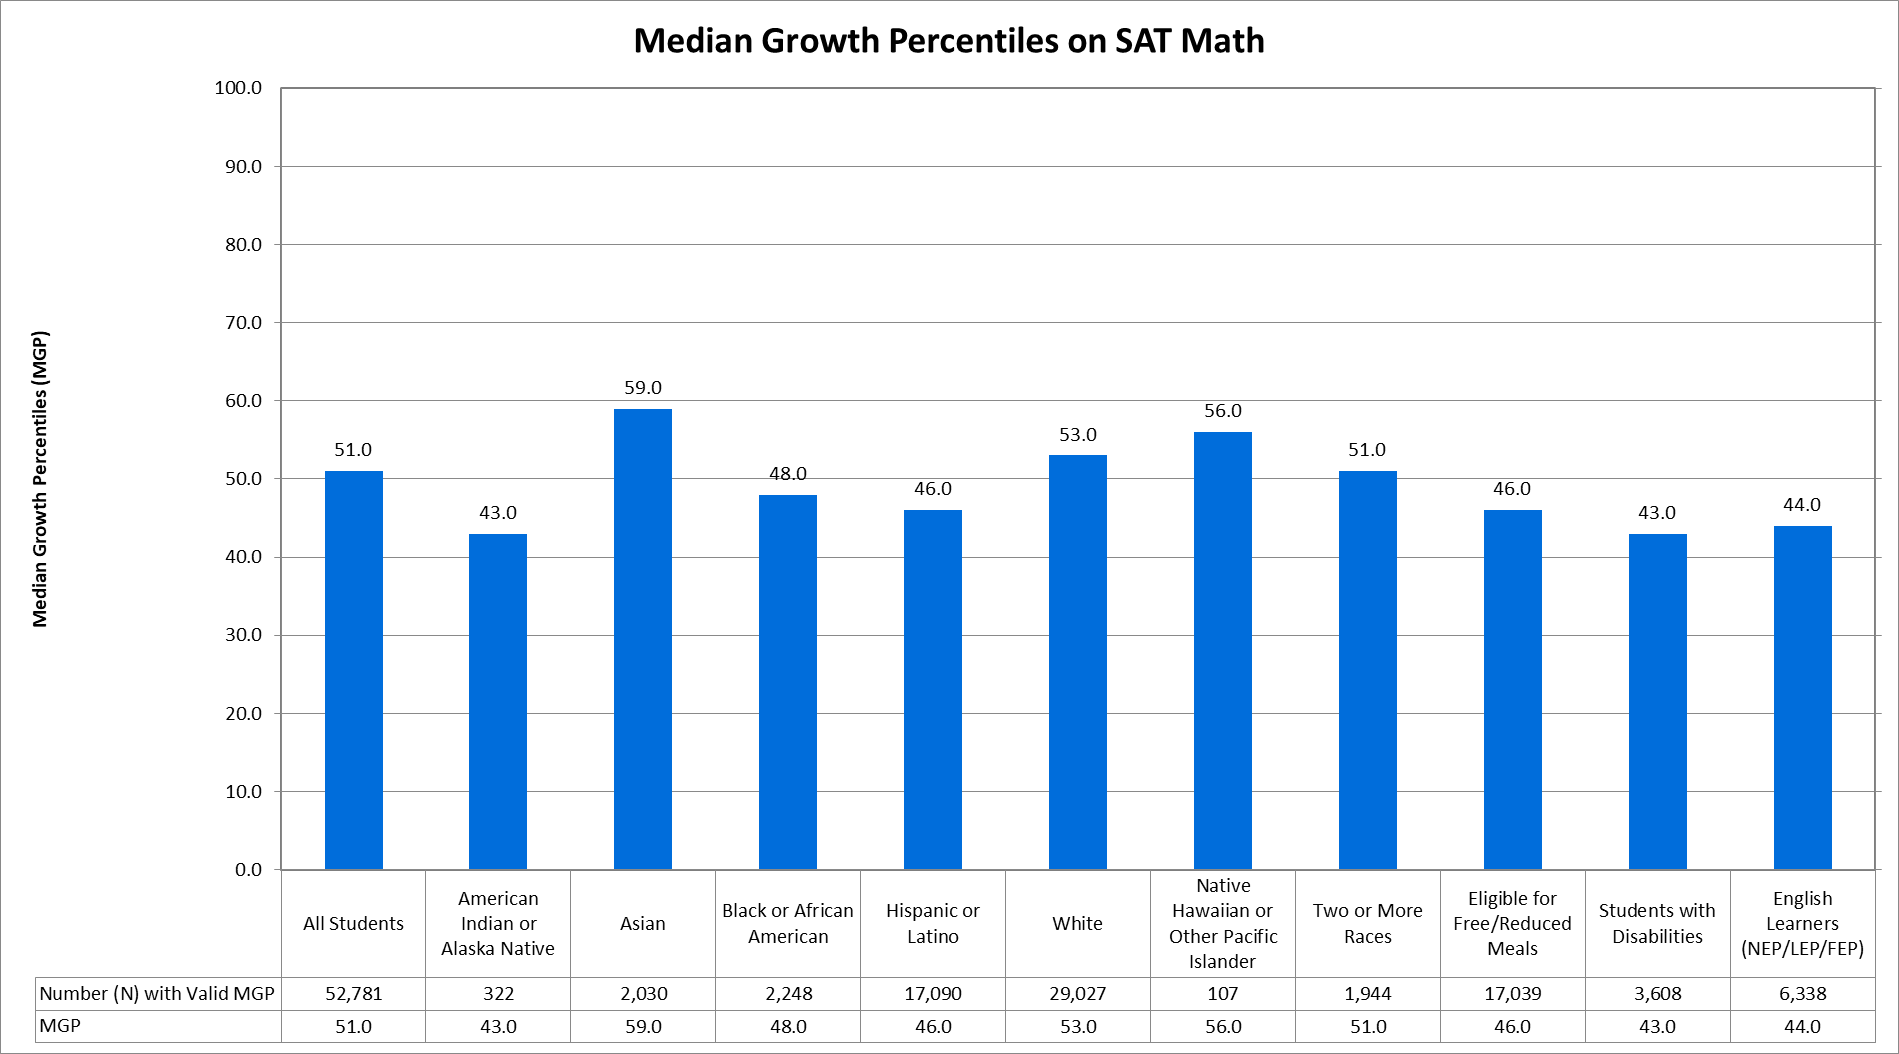 Median Growth Percentiles on SAT Math
Median Growth Percentiles (MGP)
100.0
90.0
80.0
70.0
60.0
50.0
40.0
30.0
20.0
10.0
0.0
51.0
43.0
59.0
48.0
46.0
53.0
56.0
51.0
46.0
43.0
44.0
All Students
American
Indian or
Alaska Native
Asian
Black or African
American
Hispanic or
Latino
White
Native
Hawaiian or
Other Pacific
Islander
Two or More
Races
Eligible for
Free/Reduced
Meals
Students with
Disabilities
English
Learners
(NEP/LEP/FEP)
Number (N) with Valid MGP 52,781 322 2,030 2,248 17,090 29,027 107 1,944 17,039 3,608 6,338
MGP 51.0 43.0 59.0 48.0 46.0 53.0 56.0 51.0 46.0 43.0 44.0